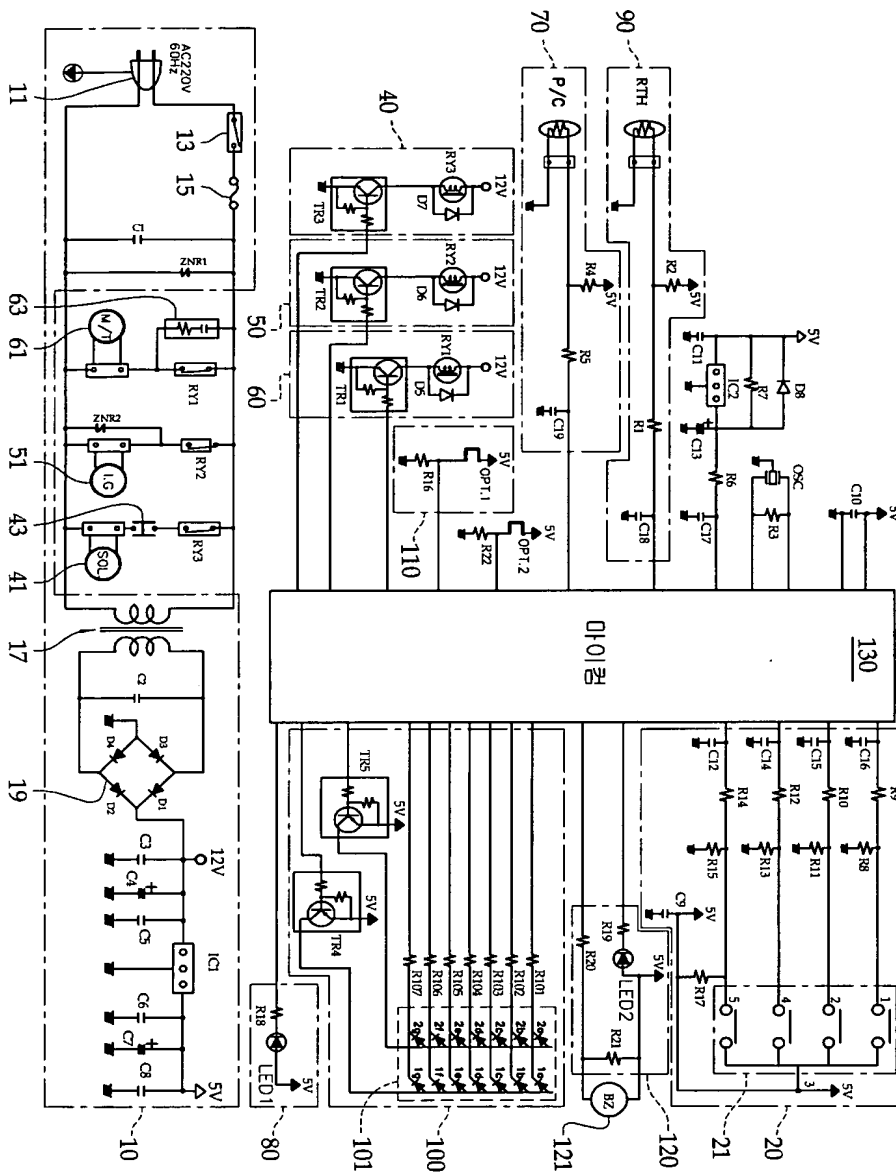 70
90
AC220V
60Hz
11
13
15
C1
ZNR1
63
61
M/T
RY1
ZNR2
51
I.G
RY2
43
41
SOL
RY3
17
C2
D4
D3
D2
D1
19
12V
C3
C4
+
C5
IC1
C6
C7
+
C8
5V
10
40
RY3
12V
D7
TR3
RY2
12V
D6
TR2
50
RY1
12V
D5
TR1
60
P/C
5V
R4
R5
C19
RTH
5V
R2
R1
C18
5V
OPT.1
R16
110
5V
OPT.2
R22
5V
D8
R7
IC2
C11
+
C13
R6
C17
OSC
R3
5V
C10
130
마이컴
C12
C14
C15
C16
R14
R12
R10
R9
R15
R13
R11
R8
C9
5V
R17
5
4
2
1
3
5V
21
20
R19
R20
LED2
5V
R21
BZ
120
121
TR5
5V
TR4
5V
R107
R106
R105
R104
R103
R102
R101
101
100
R18
LED1
5V
80